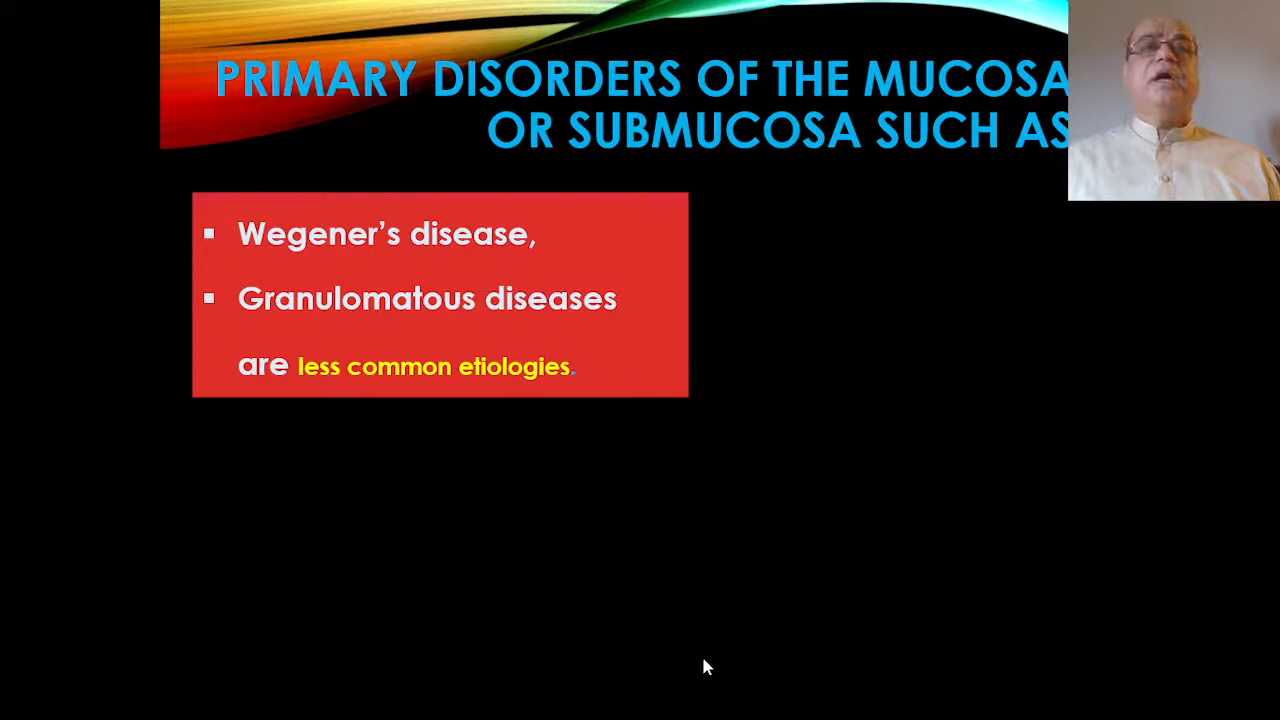 PRIMARY DISORDERS OF THE MUCOSA
OR SUBMUCOSA SUCH AS
▪ Wegener’s disease,
▪ Granulomatous diseases
are less common etiologies.